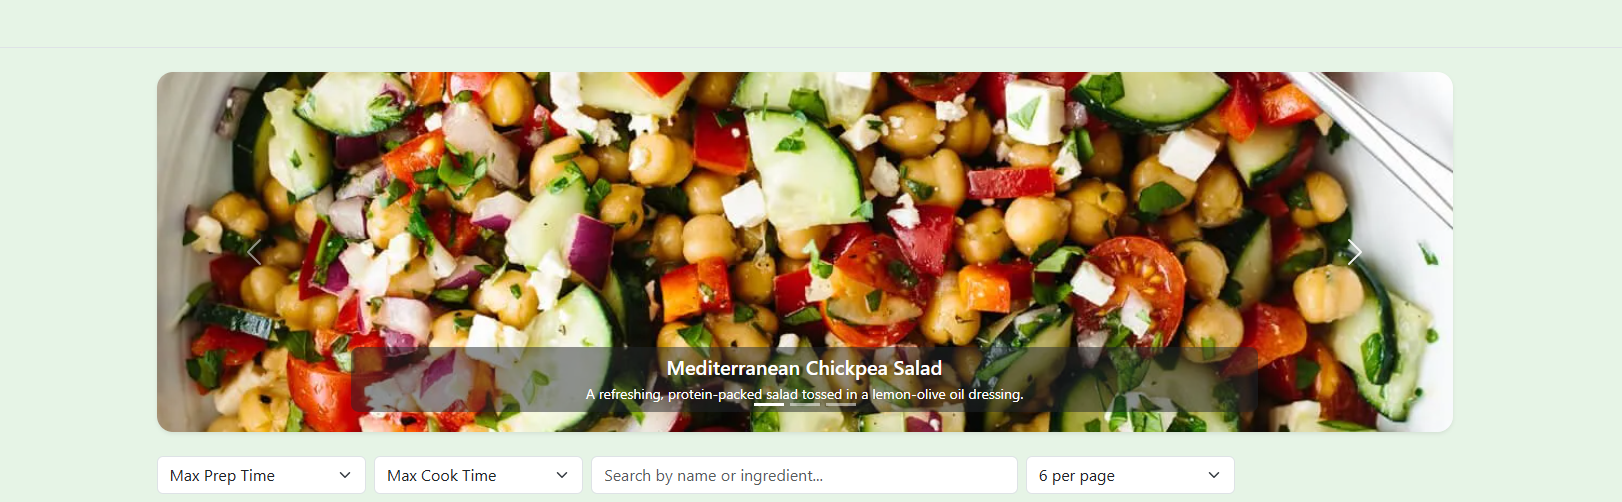 Mediterranean Chickpea Salad
A refreshing, protein-packed salad tossed in a lemon-olive oil dressing.
Max Prep Time
Max Cook Time
Search by name or ingredient...
6 per page